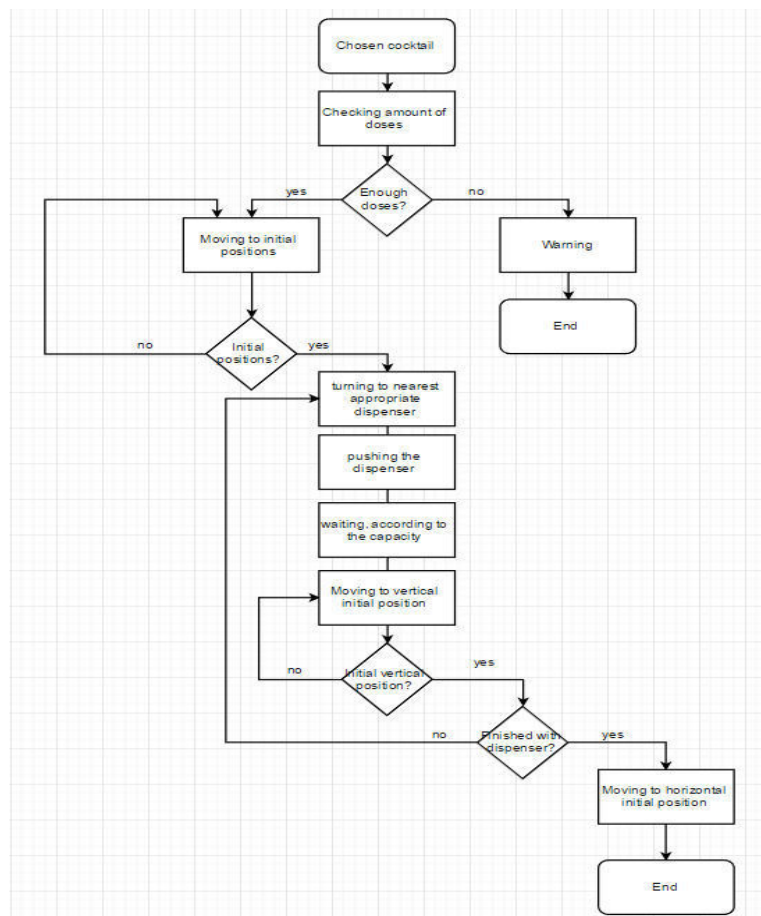 Chosen cocktail
Checking amount of
doses
Enough
doses?
yes
no
Moving to initial
positions
Warning
End
Initial
positions?
no
yes
turning to nearest
appropriate
dispenser
pushing the
dispenser
waiting, according to
the capacity
Moving to vertical
initial position
Initial vertical
position?
no
yes
Finished with
dispenser?
no
yes
Moving to horizontal
initial position
End